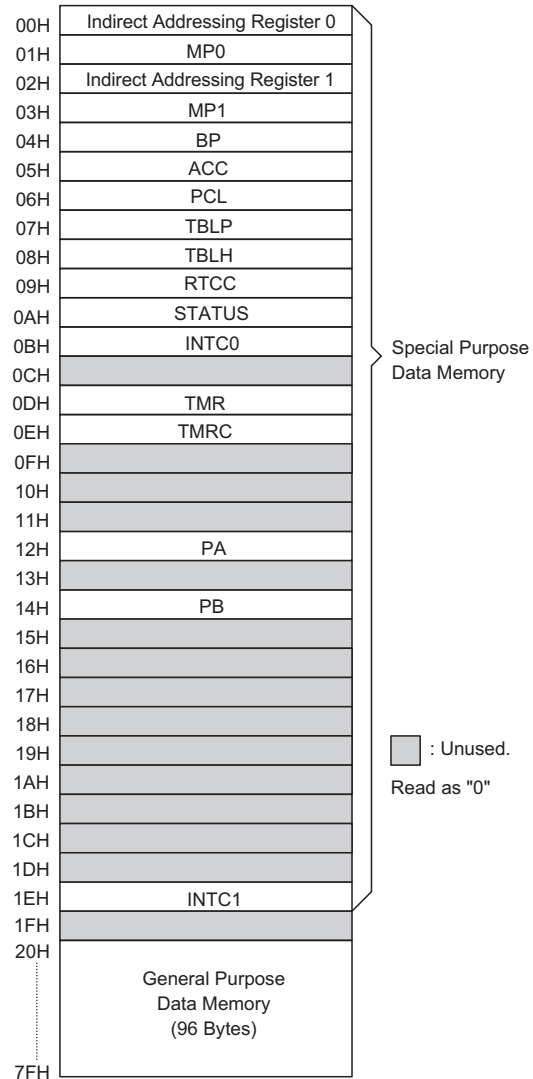 00H Indirect Addressing Register 0
01H MP0
02H Indirect Addressing Register 1
03H MP1
04H BP
05H ACC
06H PCL
07H TBLP
08H TBLH
09H RTCC
0AH STATUS
0BH INTC0
0CH
0DH TMR
0EH TMRC
0FH
10H
11H
12H PA
13H
14H PB
15H
16H
17H
18H
19H
1AH
1BH
1CH
1DH
1EH INTC1
1FH
20H
General Purpose
Data Memory
(96 Bytes)
7FH
Special Purpose
Data Memory
: Unused.
Read as "0"